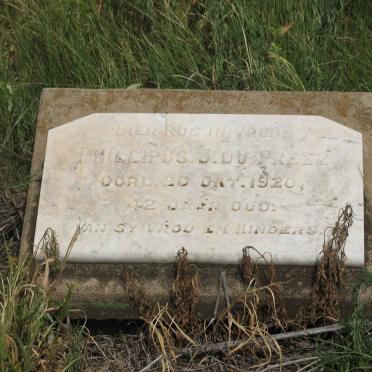 HIER RUS IN VREDE
PHILLIPUS J. DU PREEZ
OORL. 20 OKT. 1920,
42 JAAR OUD.
VAN SY VROU EN KINDERS.